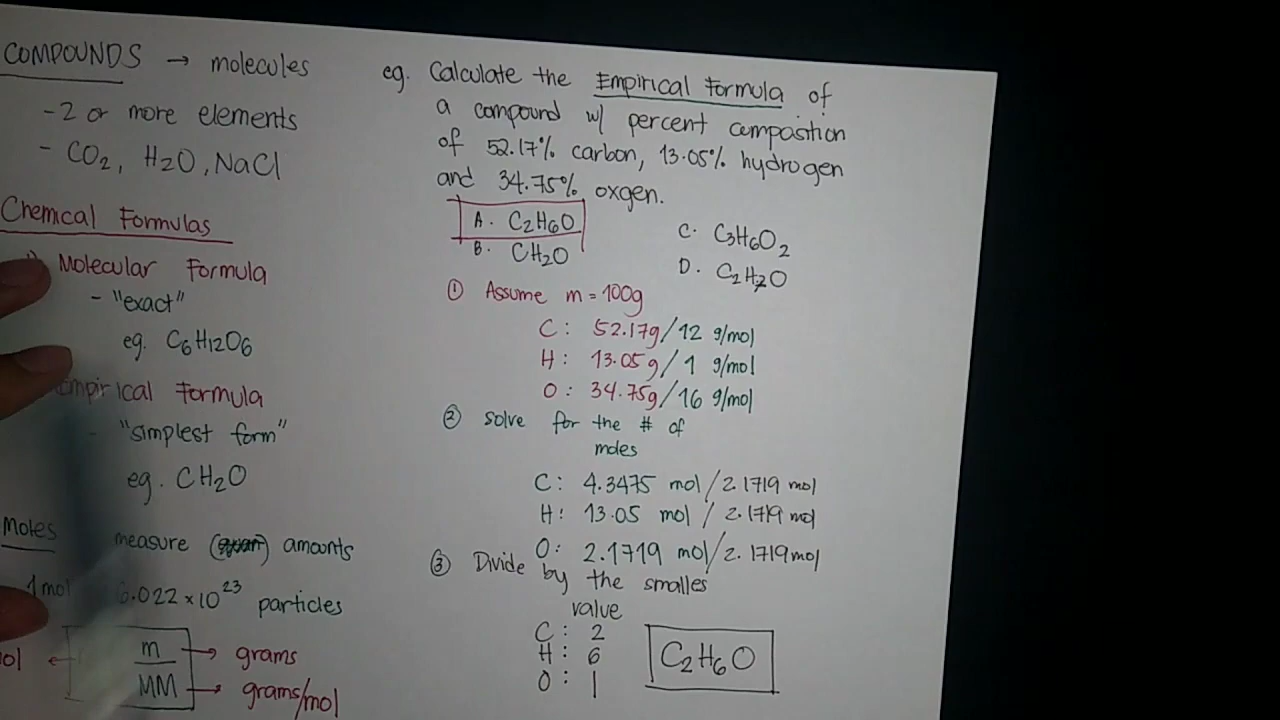 COMPOUNDS → molecules
- 2 or more elements
- CO2, H2O, NaCl
Chemcal Formulas
Molecular Formula
- "exact"
eg. C6H12O6
Empirical Formula
- "simplest form"
eg. CH2O
Moles measure amounts
1mol 6.022 x 10^23 particles
m → grams
MM → grams/mol
eg. Calculate the Empirical Formula of
a compound w/ percent composition
of 52.17% carbon, 13.05% hydrogen
and 34.75% oxgen.
A. C2H6O
B. CH2O
C. C3H6O2
D. C2H7O
① Assume m = 100g
C: 52.17g/12 g/mol
H: 13.05g/1 g/mol
O: 34.75g/16 g/mol
② Solve for the # of
moles
C: 4.3475 mol/2.1719 mol
H: 13.05 mol/2.1719 mol
O: 2.1719 mol/2.1719 mol
③ Divide by the smalles
value
C: 2
H: 6
O: 1
C2H6O